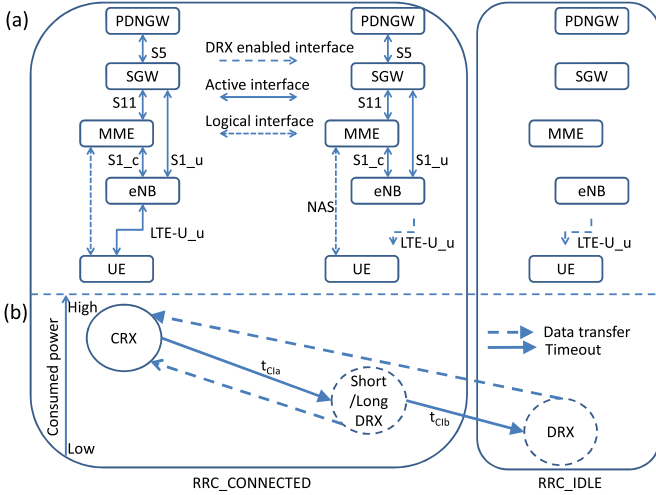 (a)
PDNGW
S5
SGW
S11
MME
S1_c
S1_u
eNB
LTE-U_u
UE
DRX enabled interface
Active interface
Logical interface
PDNGW
S5
SGW
S11
MME
S1_c
S1_u
eNB
NAS
LTE-U_u
UE
PDNGW
SGW
MME
eNB
LTE-U_u
UE
(b)
High
Consumed power
Low
CRX
t_CIa
Short
/Long
DRX
t_CIb
DRX
Data transfer
Timeout
RRC_CONNECTED
RRC_IDLE